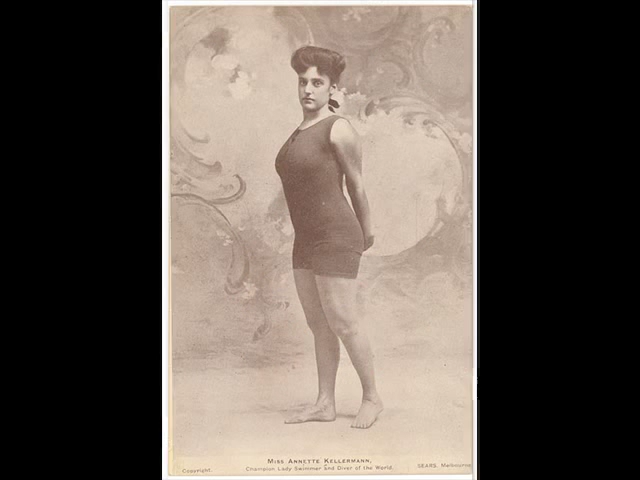 Miss Annette Kellermann,
Copyright. Champion Lady Swimmer and Diver of the World. SEARS, Melbourne